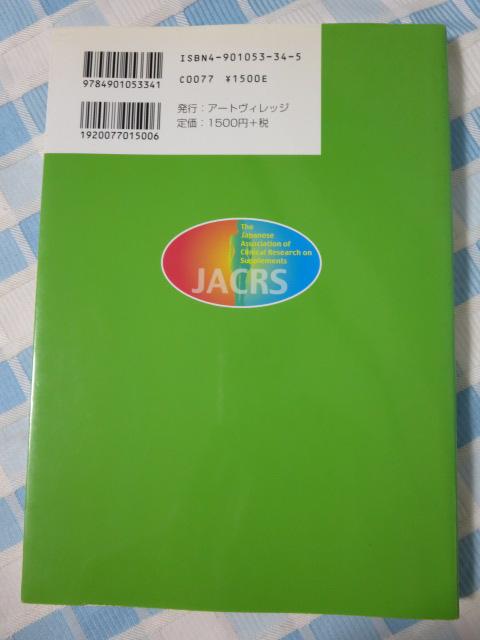 ISBN4-901053-34-5
9784901053341
C0077 ¥1500E
発行：アートヴィレッジ
定価：1500円+税
1920077015006
The
Japanese
Association of
Clinical Research on
Supplements
JACRS